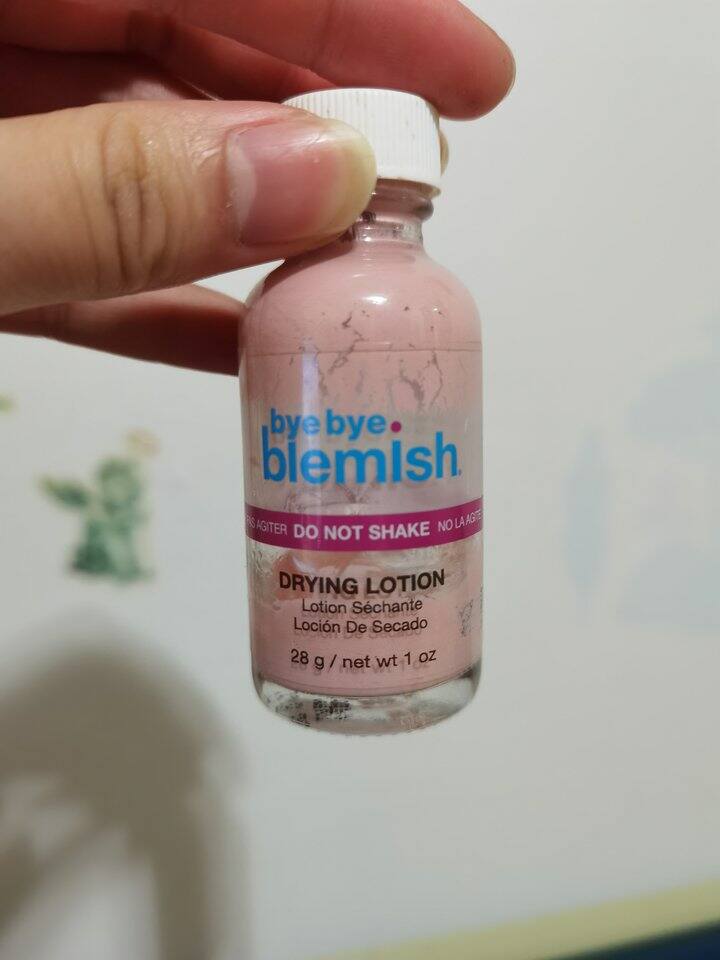 bye bye
blemish
AGITER DO NOT SHAKE NO LA AGITE
DRYING LOTION
Lotion Séchante
Loción De Secado
28 g / net wt 1 oz